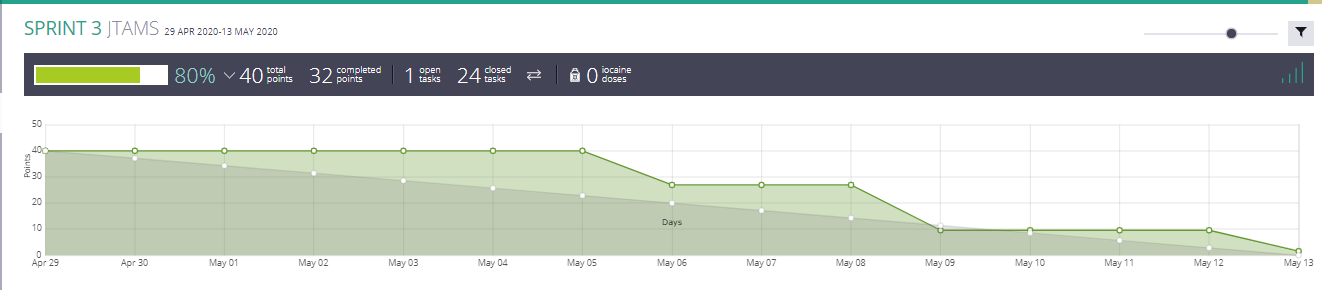 SPRINT 3 JTAMS 29 APR 2020-13 MAY 2020
80% 40 total points 32 completed points 1 open tasks 24 closed tasks 0 iocaine doses
50
40
30
20
10
0
Points
Days
Apr 29 Apr 30 May 01 May 02 May 03 May 04 May 05 May 06 May 07 May 08 May 09 May 10 May 11 May 12 May 13